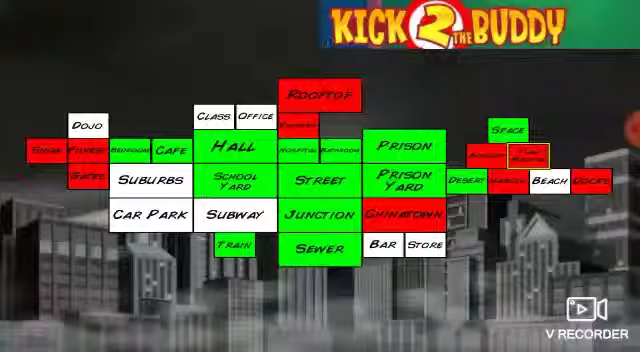 KICK 2 THE BUDDY
ROOFTOP
CLASS OFFICE
DOJO
SPACE
BEDROOM CAFE HALL HOSPITAL BATHROOM PRISON
SUBURBS SCHOOL YARD STREET PRISON YARD DESERT BEACH
CAR PARK SUBWAY JUNCTION CHINATOWN
TRAIN SEWER BAR STORE
V RECORDER